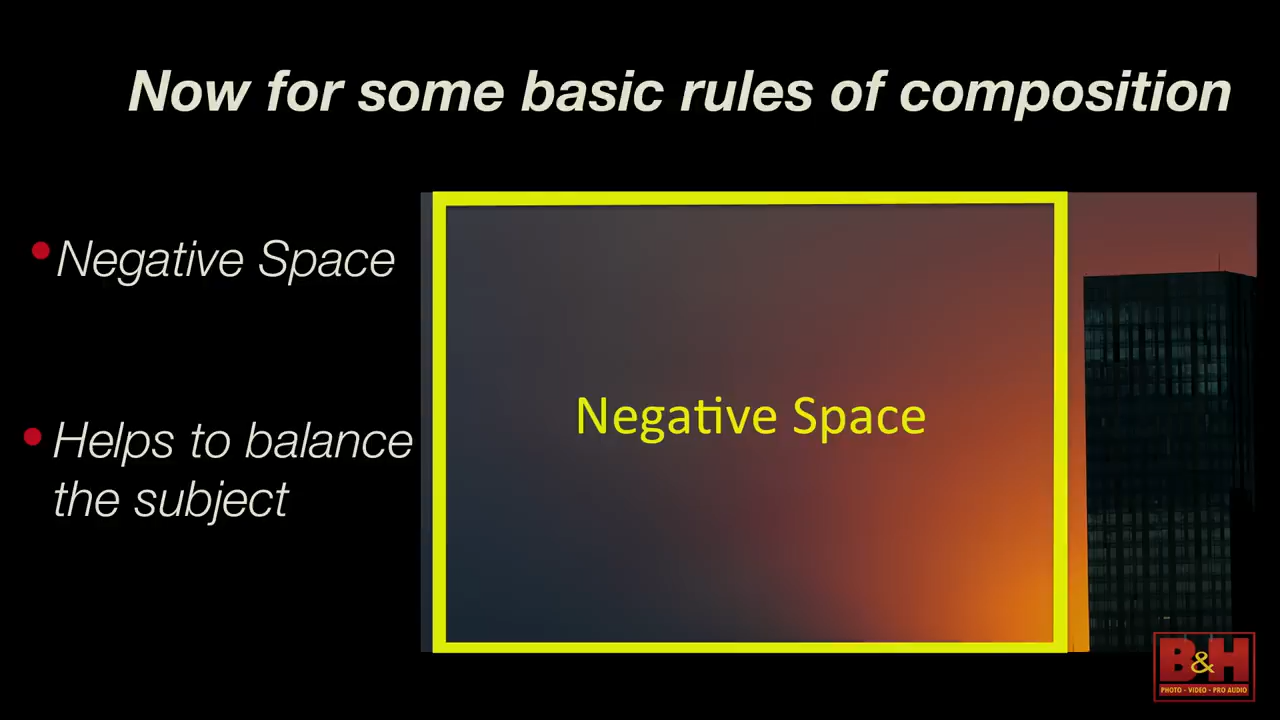 Now for some basic rules of composition
Negative Space
Helps to balance
the subject
Negative Space
B&H
PHOTO - VIDEO - PRO AUDIO